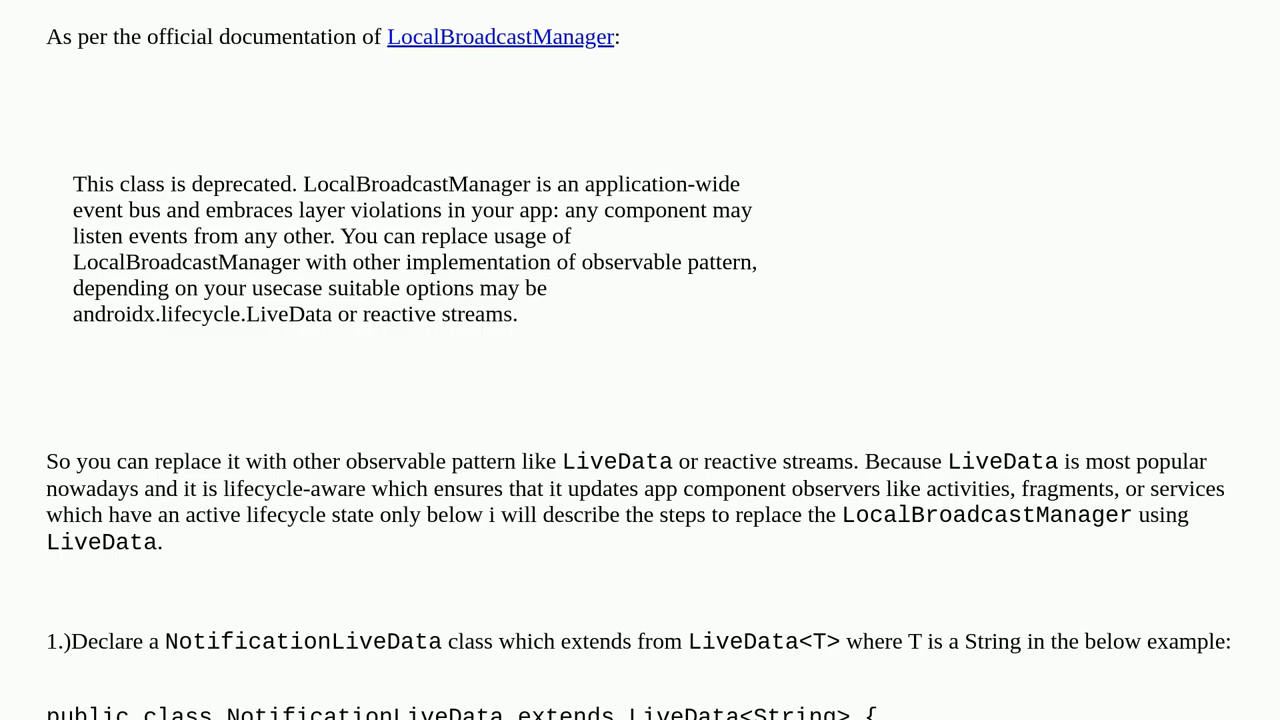 As per the official documentation of LocalBroadcastManager:
This class is deprecated. LocalBroadcastManager is an application-wide
event bus and embraces layer violations in your app: any component may
listen events from any other. You can replace usage of
LocalBroadcastManager with other implementation of observable pattern,
depending on your usecase suitable options may be
androidx.lifecycle.LiveData or reactive streams.
So you can replace it with other observable pattern like LiveData or reactive streams. Because LiveData is most popular
nowadays and it is lifecycle-aware which ensures that it updates app component observers like activities, fragments, or services
which have an active lifecycle state only below i will describe the steps to replace the LocalBroadcastManager using
LiveData.
1.)Declare a NotificationLiveData class which extends from LiveData<T> where T is a String in the below example:
public class NotificationLiveData extends LiveData<String> {